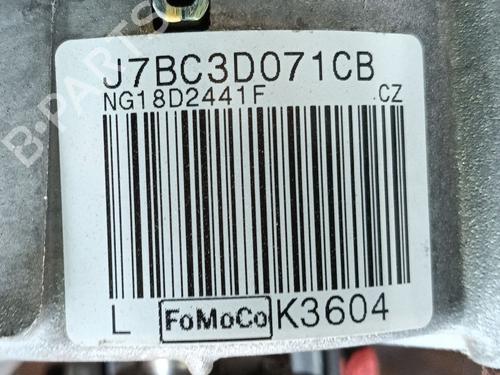 J7BC3D071CB
NG18D2441F CZ
L FoMoCo K3604
B-PARTS